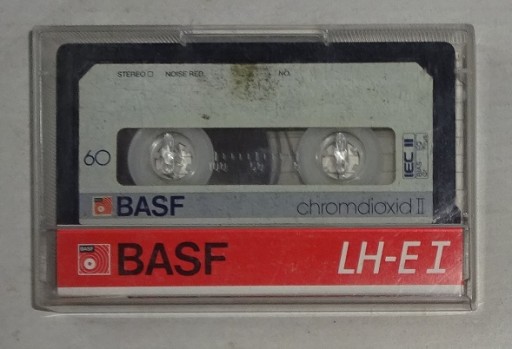 STEREO NOISE RED. NO.
60
IEC II
BASF chromdioxid II
BASF LH-E I